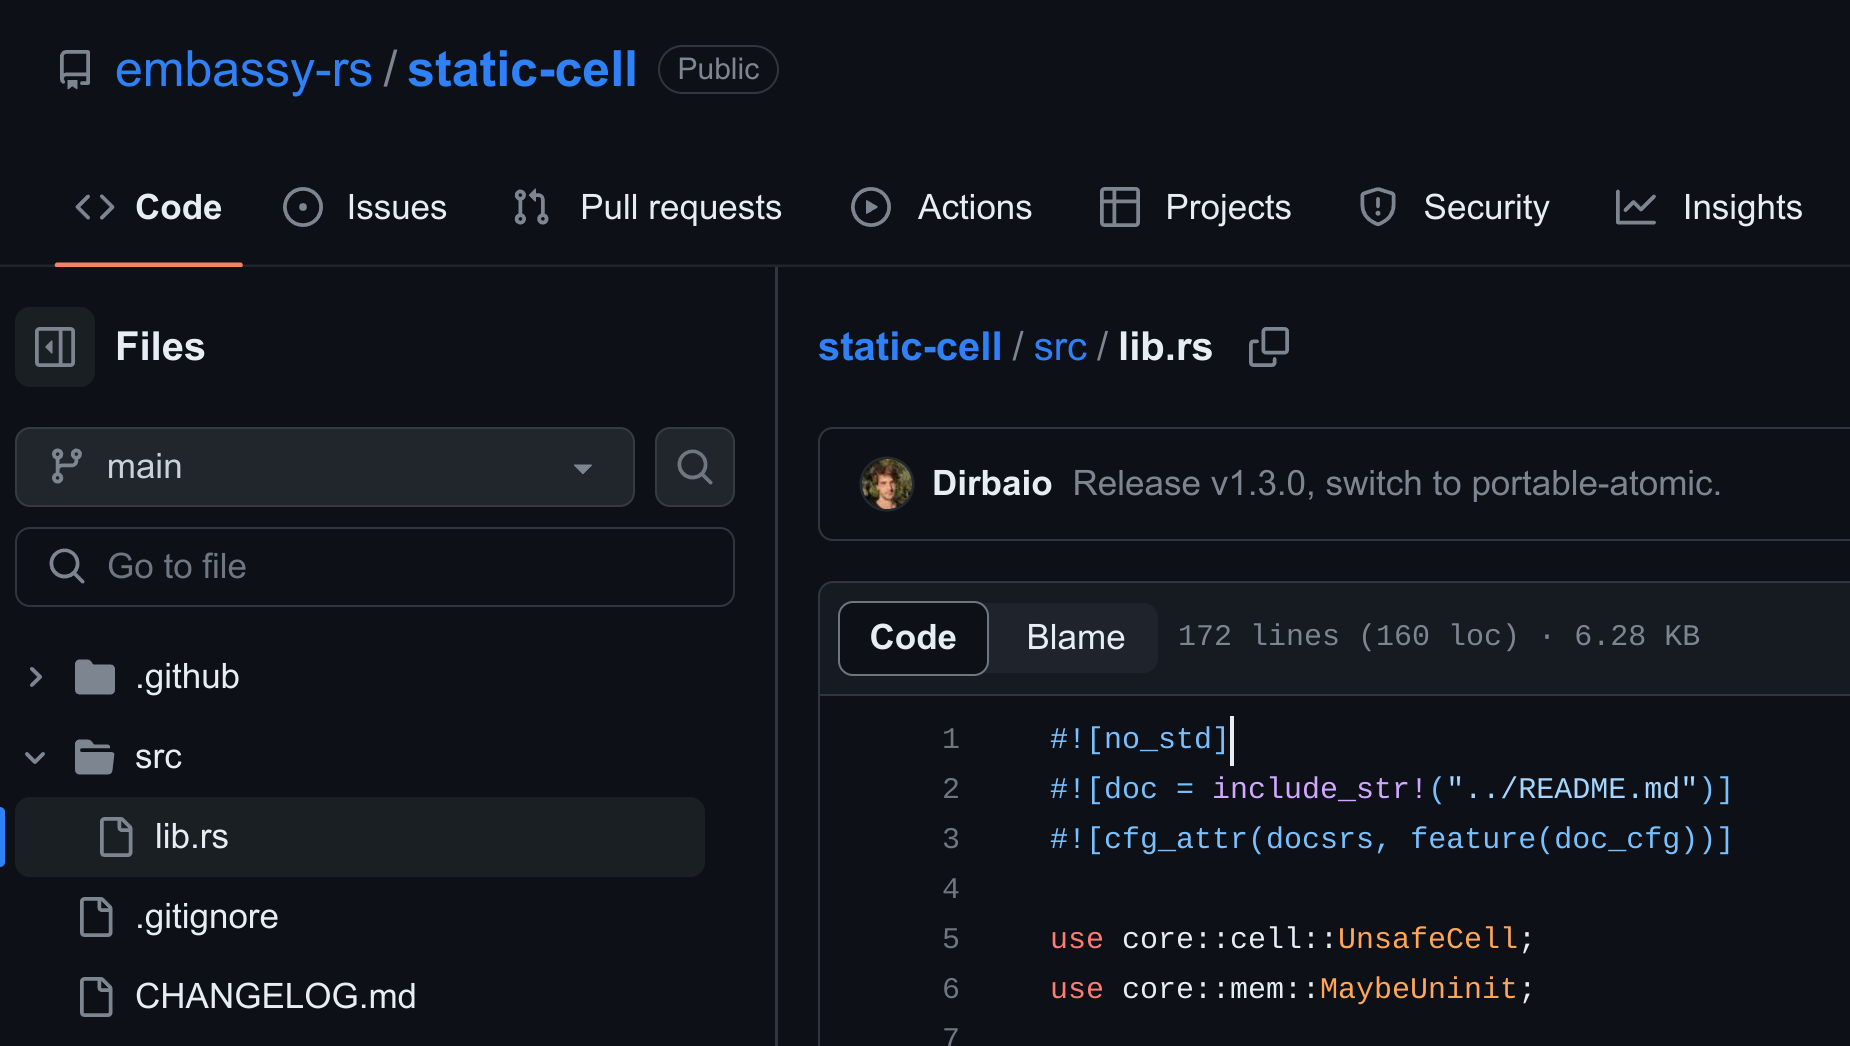 embassy-rs / static-cell Public
Code Issues Pull requests Actions Projects Security Insights
Files
main
Go to file
.github
src
lib.rs
.gitignore
CHANGELOG.md
static-cell / src / lib.rs
Dirbaio Release v1.3.0, switch to portable-atomic.
Code Blame 172 lines (160 loc) · 6.28 KB
1 #![no_std]
2 #![doc = include_str!("../README.md")]
3 #![cfg_attr(docsrs, feature(doc_cfg))]
4
5 use core::cell::UnsafeCell;
6 use core::mem::MaybeUninit;
7